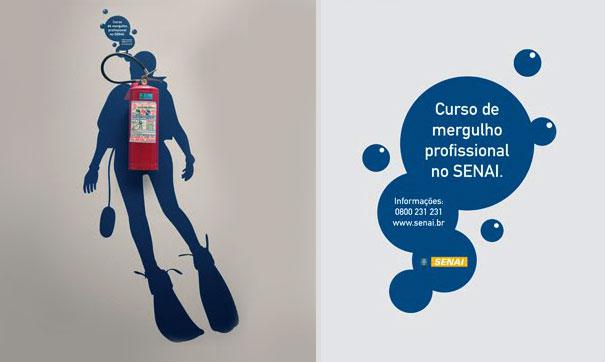 Curso
de mergulho
profissional
no SENAI.
Curso de
mergulho
profissional
no SENAI.
Informações:
0800 231 231
www.senai.br
SENAI